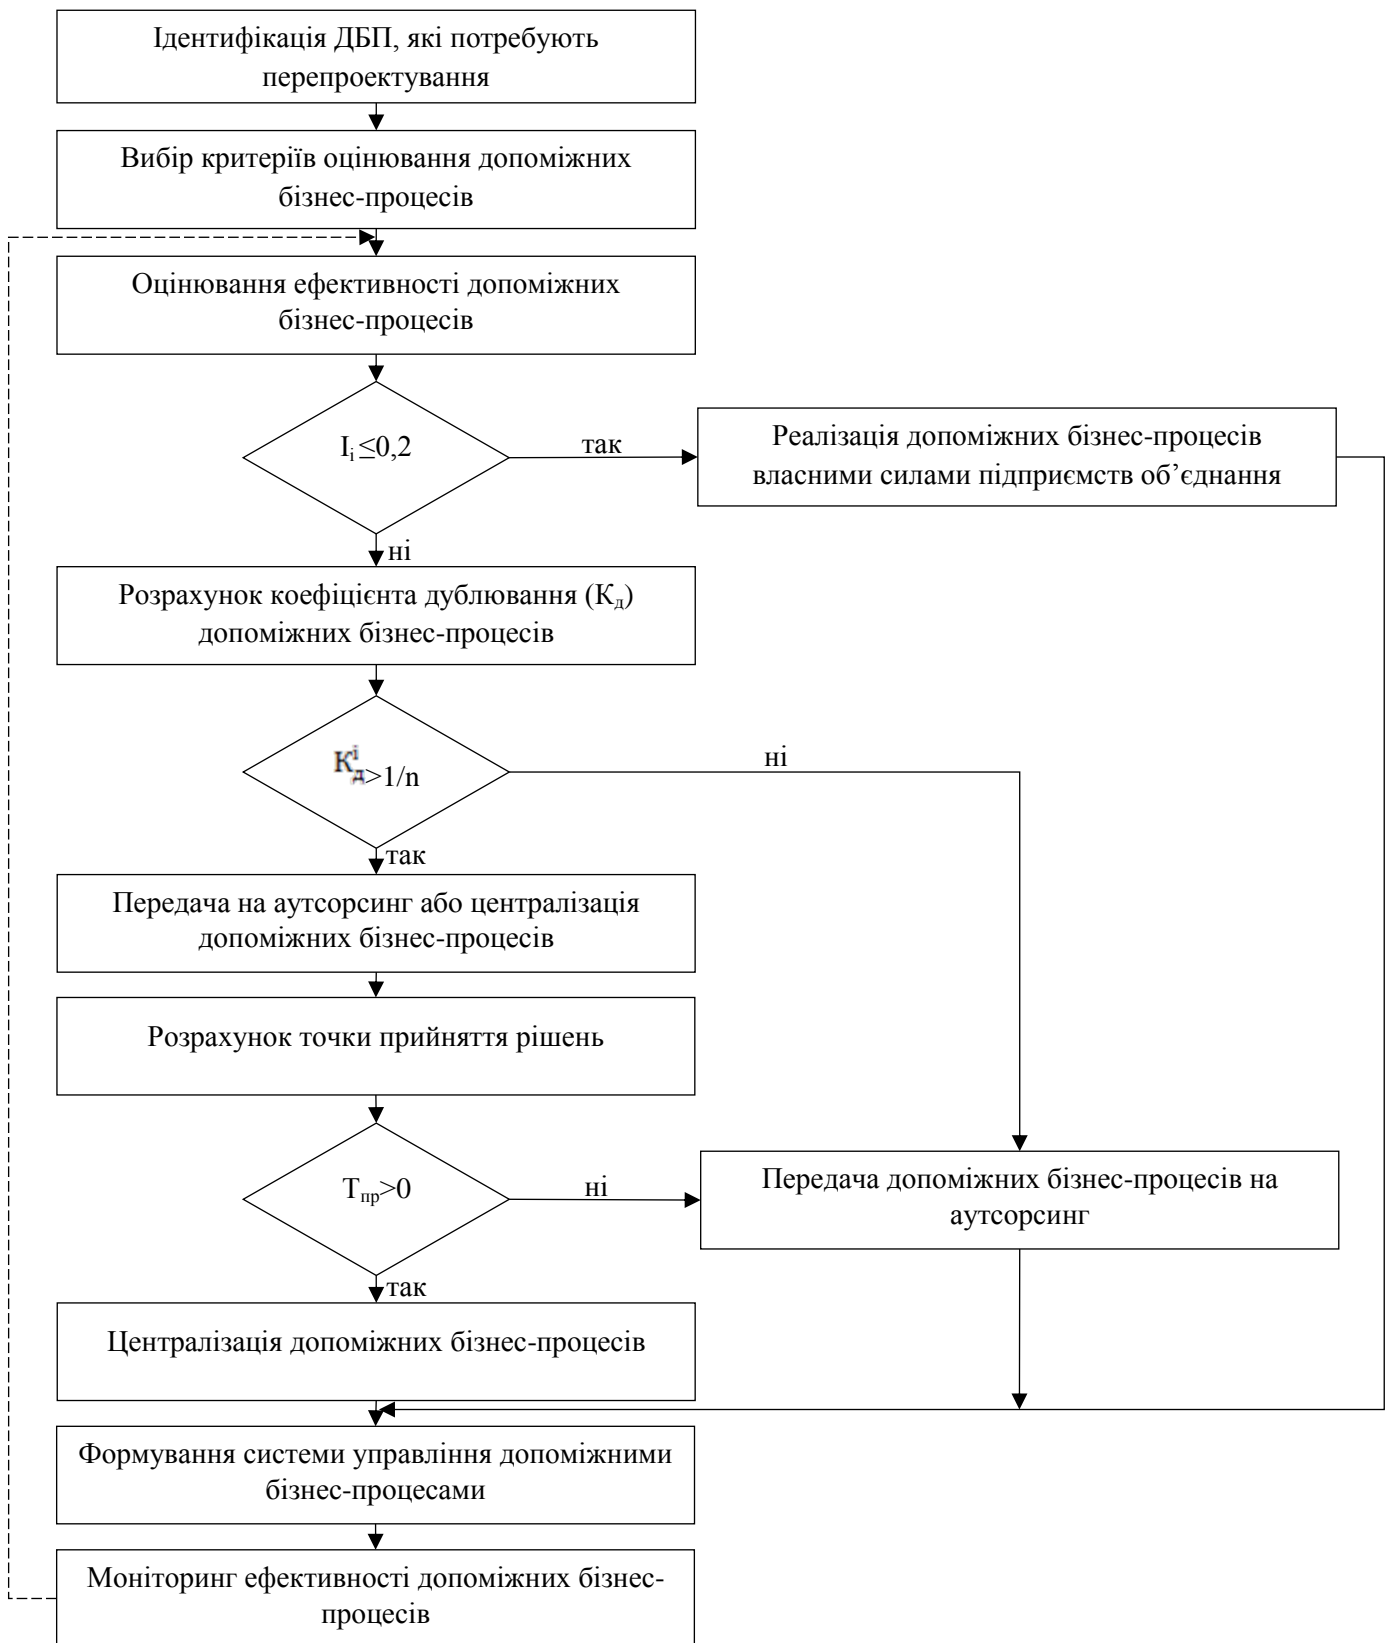 Ідентифікація ДБП, які потребують
перепроектування
Вибір критеріїв оцінювання допоміжних
бізнес-процесів
Оцінювання ефективності допоміжних
бізнес-процесів
Iі ≤0,2
так
Реалізація допоміжних бізнес-процесів
власними силами підприємств об’єднання
ні
Розрахунок коефіцієнта дублювання (Кд)
допоміжних бізнес-процесів
Кді>1/n
ні
так
Передача на аутсорсинг або централізація
допоміжних бізнес-процесів
Розрахунок точки прийняття рішень
Тпр>0
ні
Передача допоміжних бізнес-процесів на
аутсорсинг
так
Централізація допоміжних бізнес-процесів
Формування системи управління допоміжними
бізнес-процесами
Моніторинг ефективності допоміжних бізнес-
процесів